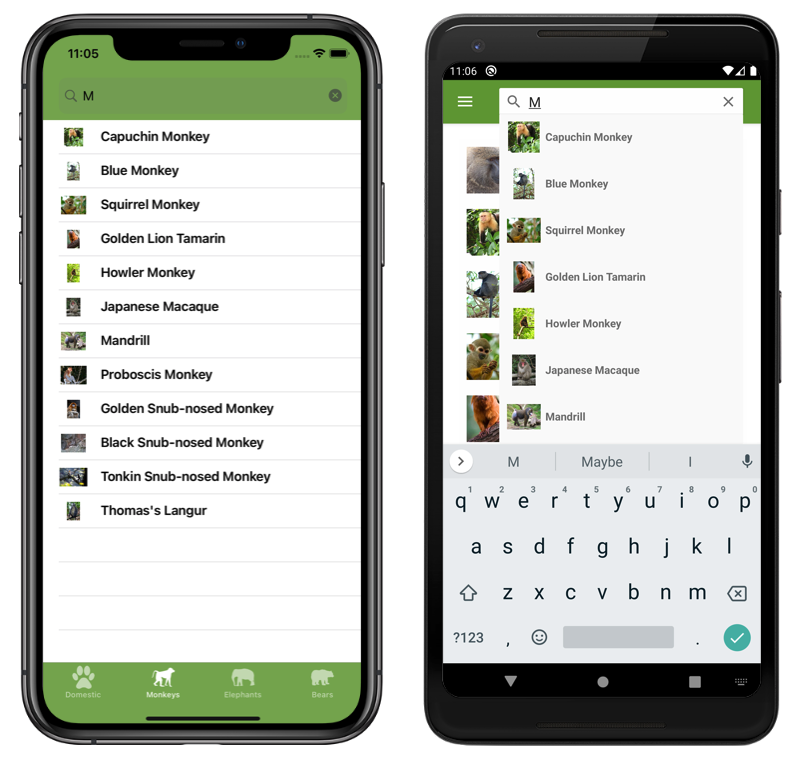 11:05
M
Capuchin Monkey
Blue Monkey
Squirrel Monkey
Golden Lion Tamarin
Howler Monkey
Japanese Macaque
Mandrill
Proboscis Monkey
Golden Snub-nosed Monkey
Black Snub-nosed Monkey
Tonkin Snub-nosed Monkey
Thomas's Langur
Domestic Monkeys Elephants Bears
11:06
M
Capuchin Monkey
Blue Monkey
Squirrel Monkey
Golden Lion Tamarin
Howler Monkey
Japanese Macaque
Mandrill
M Maybe I
1 2 3 4 5 6 7 8 9 0
q w e r t y u i o p
a s d f g h j k l
z x c v b n m
?123 , .